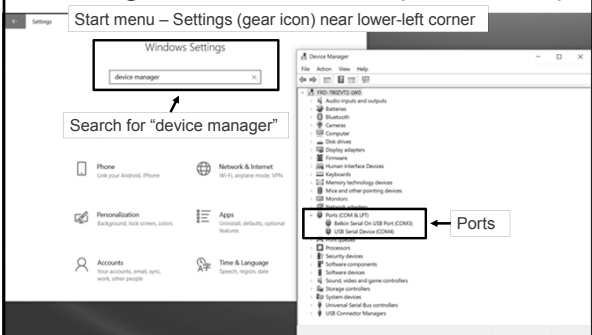 Start menu – Settings (gear icon) near lower-left corner
Settings
Windows Settings
device manager
Search for “device manager”
Phone
Link your Android, iPhone
Network & Internet
Wi-Fi, airplane mode, VPN
Personalization
Background, lock screen, colors
Apps
Uninstall, defaults, optional
features
Accounts
Your accounts, email, sync,
work, other people
Time & Language
Speech, region, date
Device Manager
File Action View Help
Audio inputs and outputs
Batteries
Bluetooth
Cameras
Computer
Disk drives
Display adapters
Firmware
Human Interface Devices
Keyboards
Memory technology devices
Mice and other pointing devices
Monitors
Network adapters
Ports (COM & LPT)
Belkin Serial On USB Port (COM3)
USB Serial Device (COM4)
Ports
Print queues
Processors
Security devices
Software components
Software devices
Sound, video and game controllers
Storage controllers
System devices
Universal Serial Bus controllers
USB Connector Managers